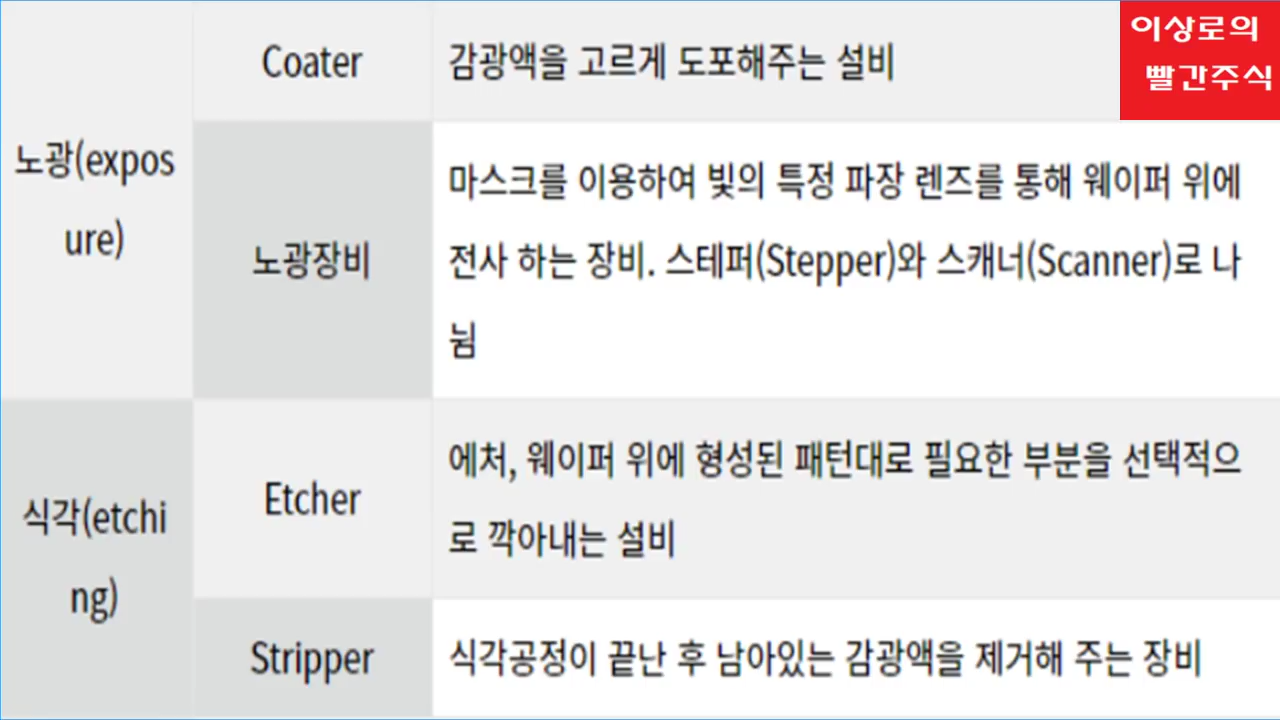 이상로의
빨간주식
노광(expos
ure)
Coater
감광액을 고르게 도포해주는 설비
노광장비
마스크를 이용하여 빛의 특정 파장 렌즈를 통해 웨이퍼 위에
전사 하는 장비. 스테퍼(Stepper)와 스캐너(Scanner)로 나
뉨
식각(etchi
ng)
Etcher
에처, 웨이퍼 위에 형성된 패턴대로 필요한 부분을 선택적으
로 깍아내는 설비
Stripper
식각공정이 끝난 후 남아있는 감광액을 제거해 주는 장비